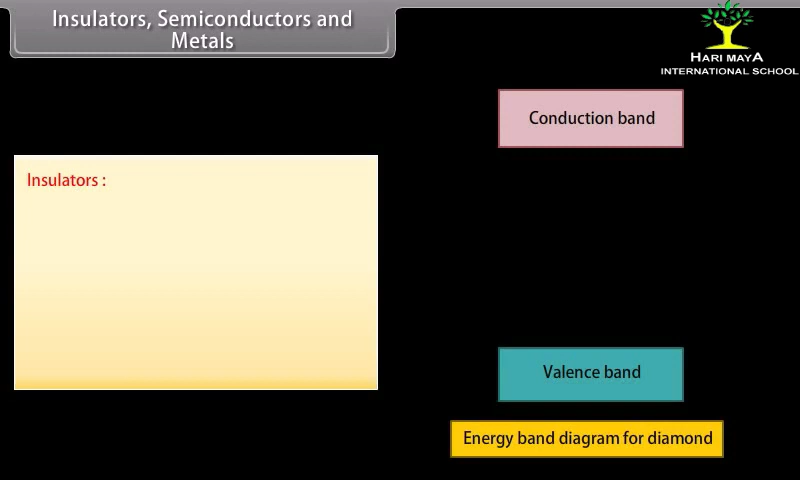 Insulators, Semiconductors and
Metals
HARI MAYA
INTERNATIONAL SCHOOL
Conduction band
Insulators :
Valence band
Energy band diagram for diamond